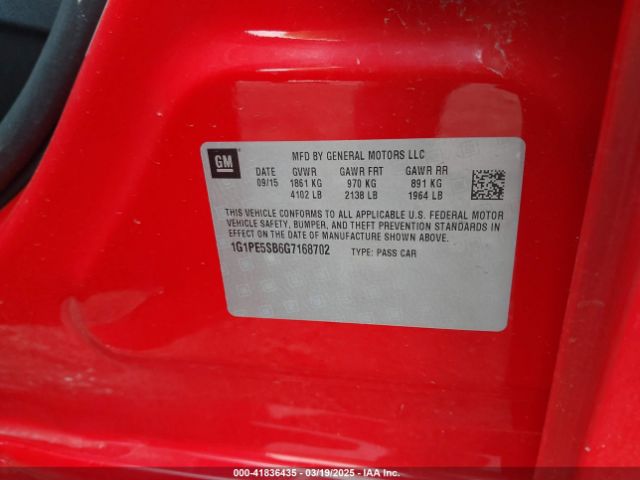 GM
MFD BY GENERAL MOTORS LLC
DATE GVWR GAWR FRT GAWR RR
09/15 1861 KG 970 KG 891 KG
4102 LB 2138 LB 1964 LB
THIS VEHICLE CONFORMS TO ALL APPLICABLE U.S. FEDERAL MOTOR
VEHICLE SAFETY, BUMPER, AND THEFT PREVENTION STANDARDS IN
EFFECT ON THE DATE OF MANUFACTURE SHOWN ABOVE.
1G1PE5SB6G7168702 TYPE: PASS CAR
000-41836435 - 03/19/2025 - IAA Inc.